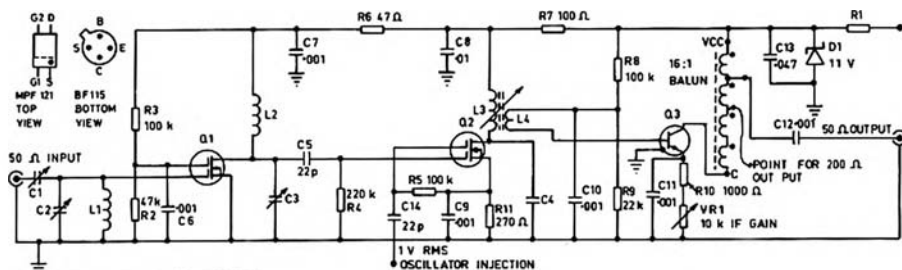 G2 D
G1 S
MPF 121
TOP
VIEW
B
S
E
C
BF115
BOTTOM
VIEW
R6 47Ω
R7 100 Ω
R1
C7
·001
C8
·01
R8
100 k
VCC
16:1
BALUN
C13
·047
D1
11 V
R3
100 k
L2
L3
L4
Q1
Q2
Q3
C5
22p
C12·001
50 Ω OUTPUT
50 Ω INPUT
C1
C2
L1
47k
R2
·001
C6
C3
220 k
R4
R5 100k
C14
22p
C9
·001
R11
270 Ω
C4
C10
·001
R9
22 k
C11
·001
C
POINT FOR 200 Ω
OUT PUT
R10 1000 Ω
VR1
10 k IF GAIN
1 V RMS
OSCILLATOR INJECTION